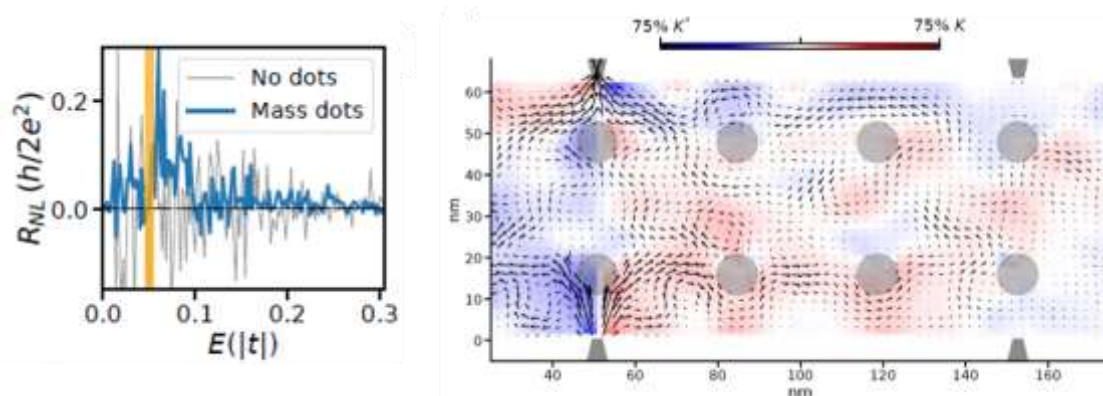 No dots
Mass dots
R_NL (h/2e²)
0.2
0.0
0.0 0.1 0.2 0.3
E(|t|)
75% K' 75% K
60
50
40
30
20
10
0
nm
40 60 80 100 120 140 160
nm